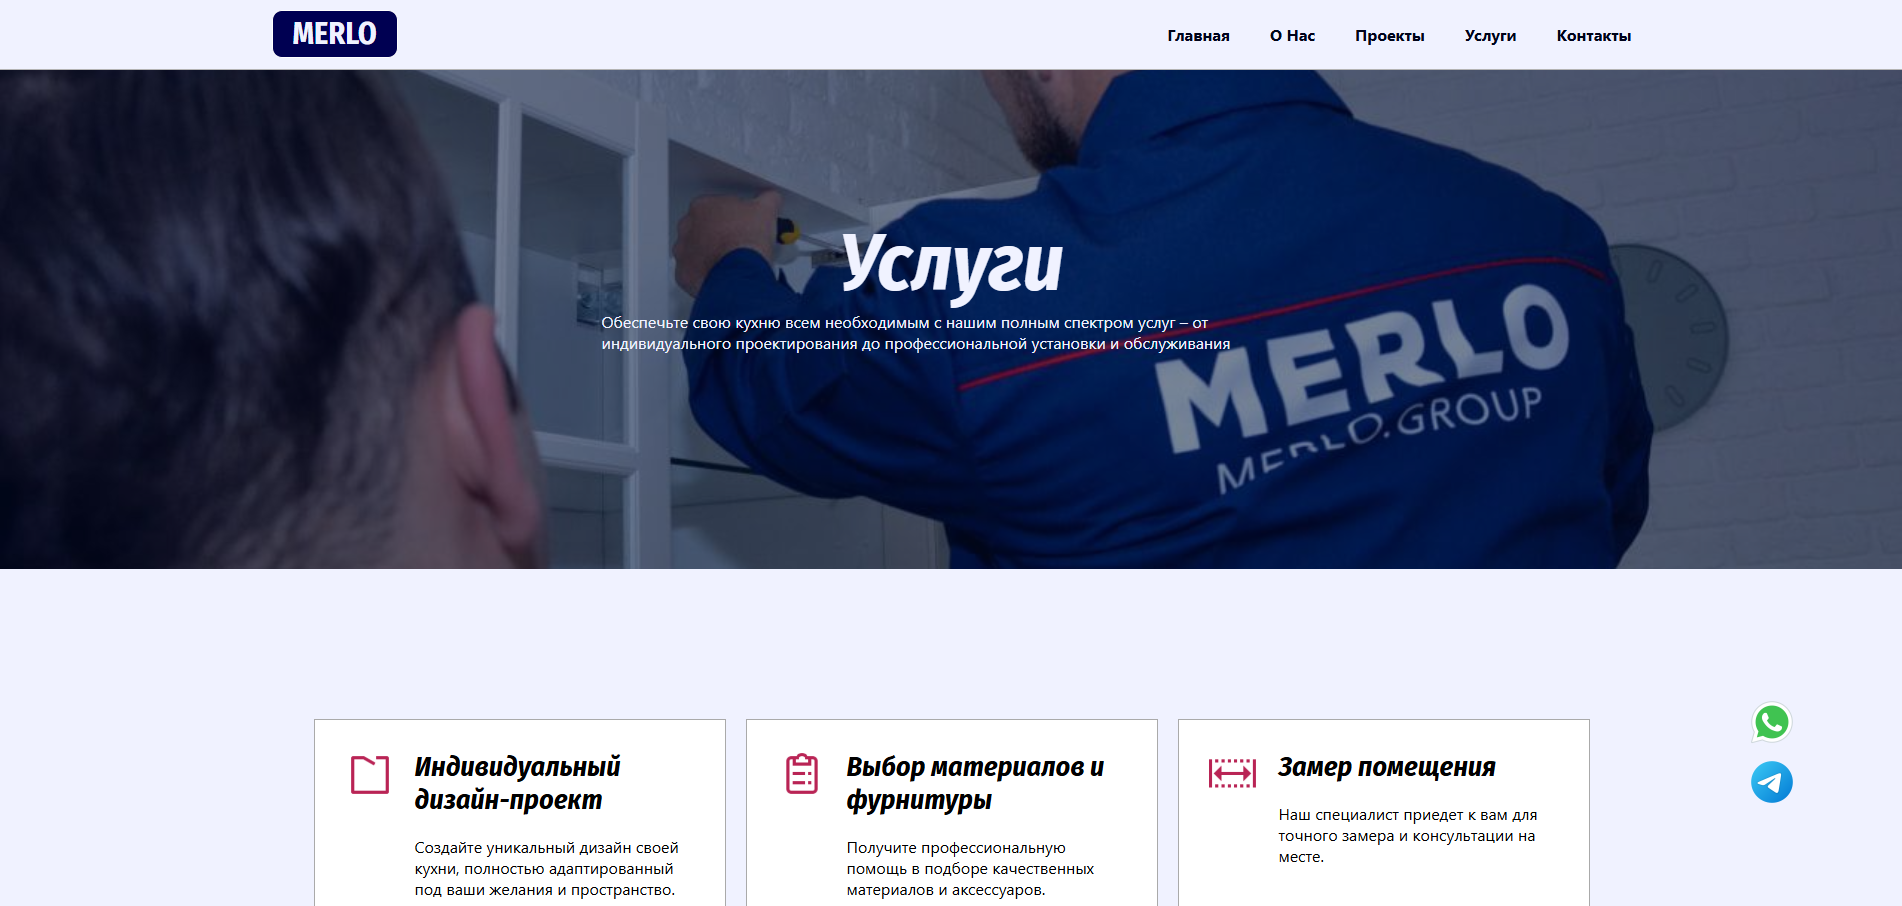 MERLO
Главная
О Нас
Проекты
Услуги
Контакты
Услуги
Обеспечьте свою кухню всем необходимым с нашим полным спектром услуг – от
индивидуального проектирования до профессиональной установки и обслуживания
MERLO
MERLO.GROUP
Индивидуальный
дизайн-проект
Создайте уникальный дизайн своей
кухни, полностью адаптированный
под ваши желания и пространство.
Выбор материалов и
фурнитуры
Получите профессиональную
помощь в подборе качественных
материалов и аксессуаров.
Замер помещения
Наш специалист приедет к вам для
точного замера и консультации на
месте.